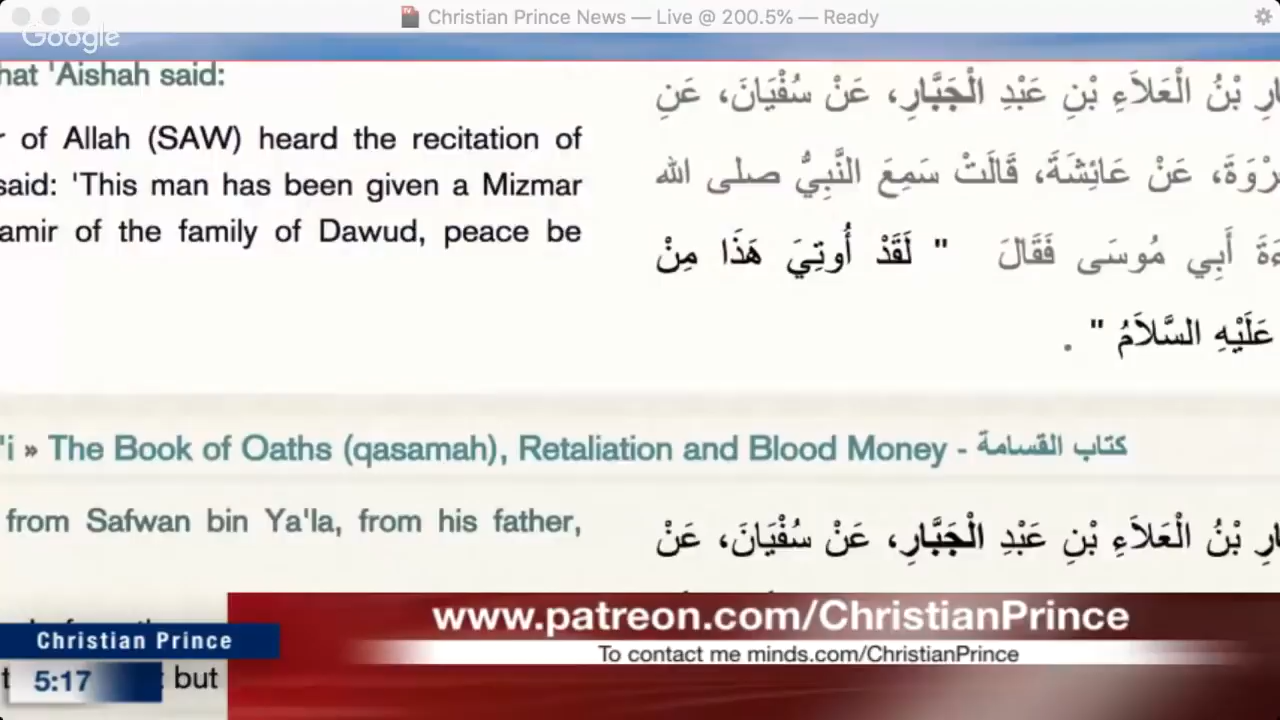 Christian Prince News — Live @ 200.5% — Ready
Google
hat 'Aishah said:
r of Allah (SAW) heard the recitation of
said: 'This man has been given a Mizmar
amir of the family of Dawud, peace be
ارِ بْنُ الْعَلاَءِ بْنِ عَبْدِ الْجَبَّارِ، عَنْ سُفْيَانَ، عَنِ
رْوَةَ، عَنْ عَائِشَةَ، قَالَتْ سَمِعَ النَّبِيُّ صلى الله
ءَةَ أَبِي مُوسَى فَقَالَ " لَقَدْ أُوتِيَ هَذَا مِنْ
عَلَيْهِ السَّلاَمُ " .
'i » The Book of Oaths (qasamah), Retaliation and Blood Money - كتاب القسامة
from Safwan bin Ya'la, from his father,
ارِ بْنُ الْعَلاَءِ بْنِ عَبْدِ الْجَبَّارِ، عَنْ سُفْيَانَ، عَنْ
www.patreon.com/ChristianPrince
To contact me minds.com/ChristianPrince
Christian Prince
5:17
but